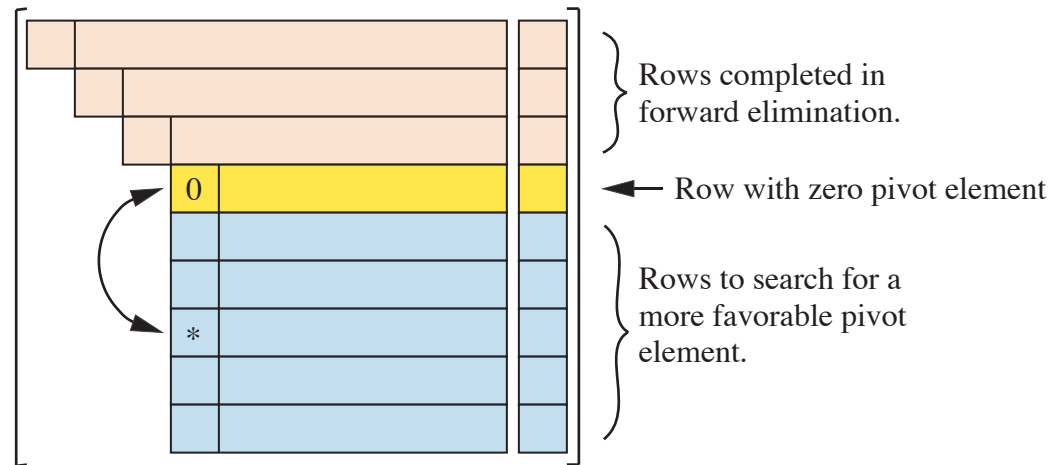 Rows completed in
forward elimination.
0
Row with zero pivot element
Rows to search for a
more favorable pivot
element.
*